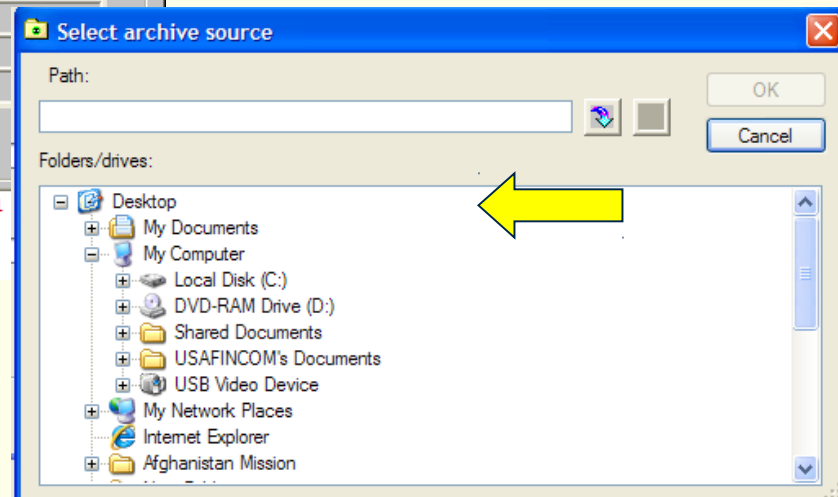 Select archive source
Path:
OK
Cancel
Folders/drives:
Desktop
My Documents
My Computer
Local Disk (C:)
DVD-RAM Drive (D:)
Shared Documents
USAFINCOM's Documents
USB Video Device
My Network Places
Internet Explorer
Afghanistan Mission